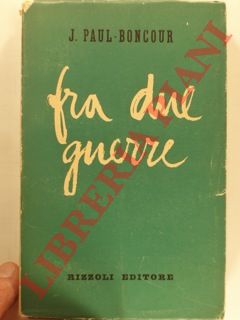 J. PAUL-BONCOUR
fra due
guerre
RIZZOLI EDITORE
LIBRERIA PIANI